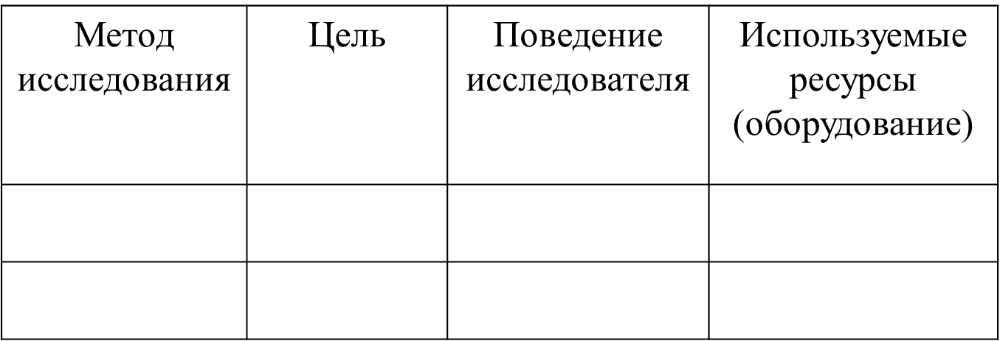 Метод
исследования
Цель
Поведение
исследователя
Используемые
ресурсы
(оборудование)